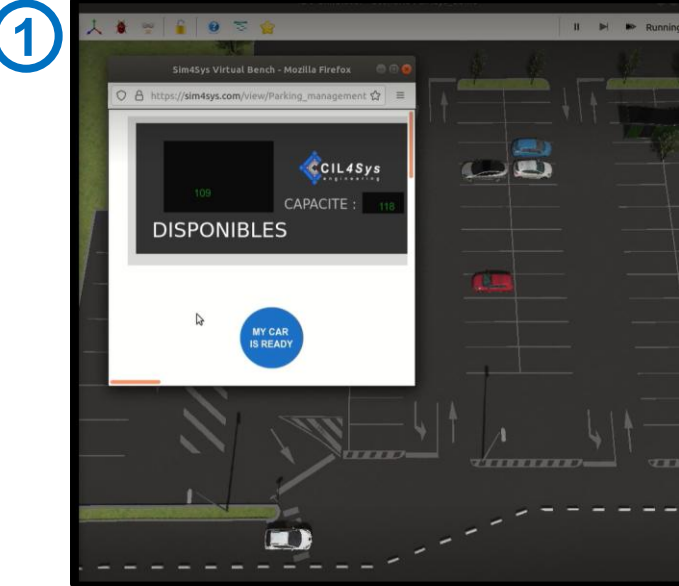 1
Running
Sim4Sys Virtual Bench - Mozilla Firefox
https://sim4sys.com/view/Parking_management
CIL4Sys
engineering
109
CAPACITE : 118
DISPONIBLES
MY CAR
IS READY